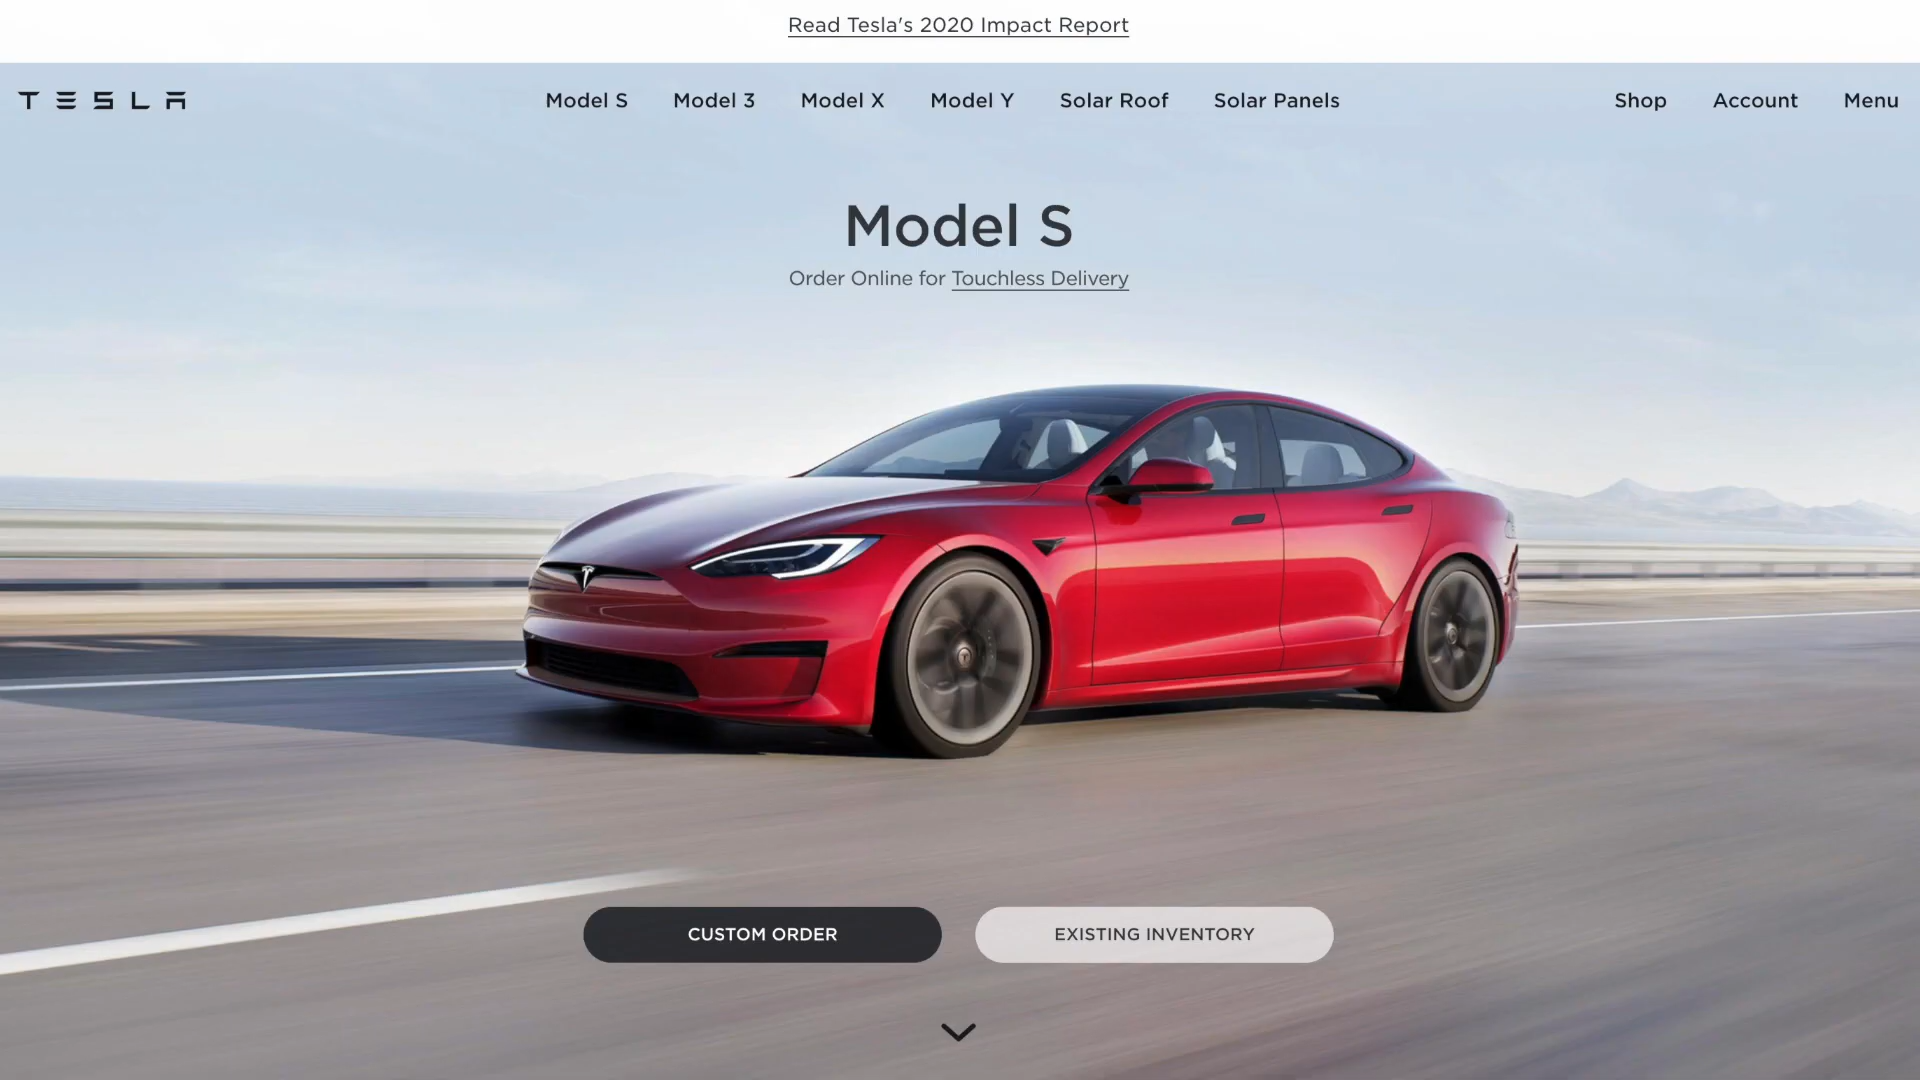 Read Tesla's 2020 Impact Report
TESLA Model S Model 3 Model X Model Y Solar Roof Solar Panels Shop Account Menu
Model S
Order Online for Touchless Delivery
CUSTOM ORDER EXISTING INVENTORY